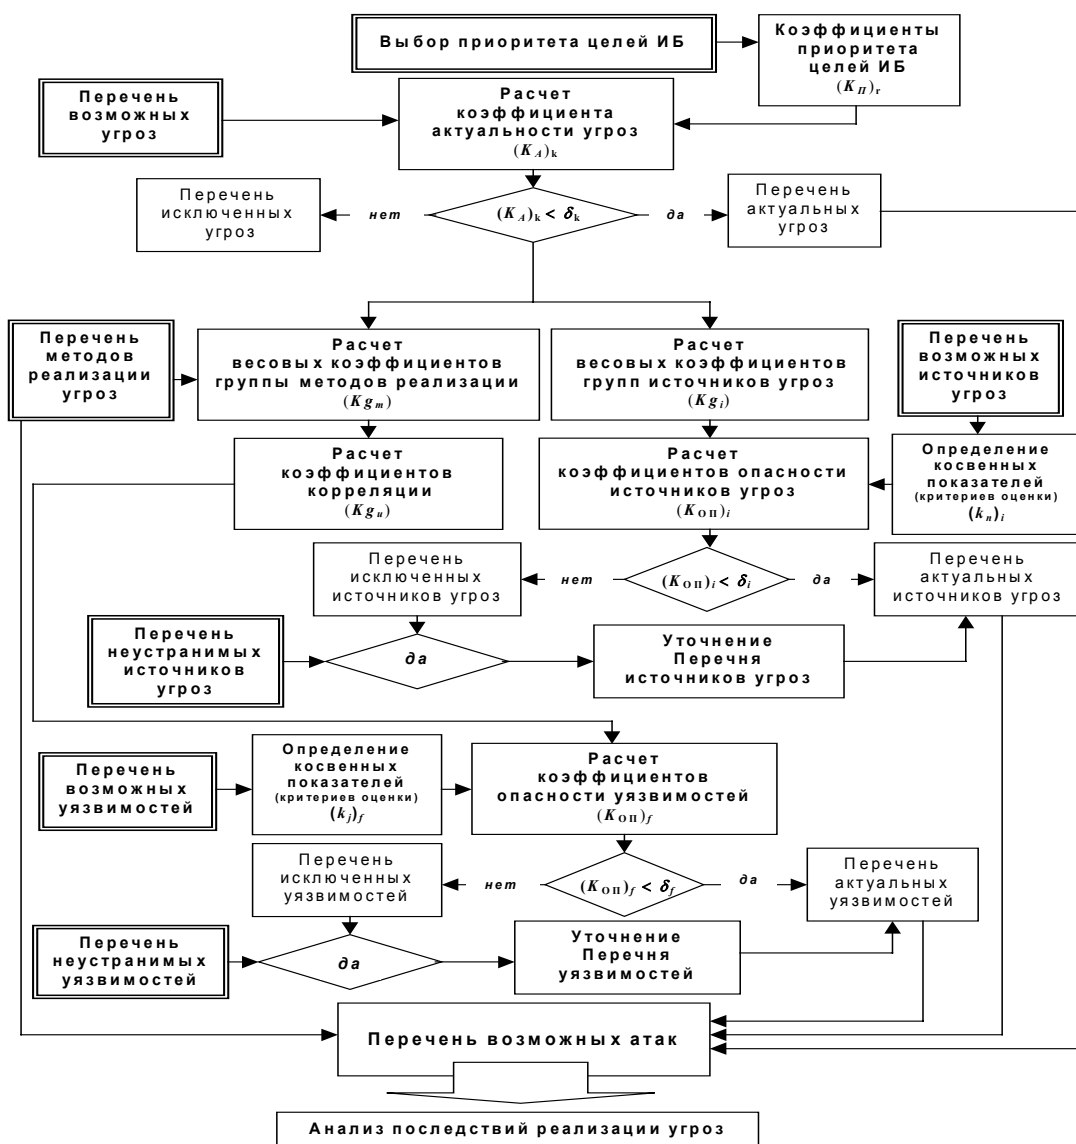 Выбор приоритета целей ИБ
Коэффициенты
приоритета
целей ИБ
(K_П)_r
Перечень
возможных
угроз
Расчет
коэффициента
актуальности угроз
(K_A)_k
Перечень
исключенных
угроз
нет
(K_A)_k < δ_k
да
Перечень
актуальных
угроз
Перечень
методов
реализации
угроз
Расчет
весовых коэффициентов
группы методов реализации
(Kg_m)
Расчет
весовых коэффициентов
групп источников угроз
(Kg_i)
Перечень
возможных
источников
угроз
Расчет
коэффициентов
корреляции
(Kg_u)
Расчет
коэффициентов опасности
источников угроз
(K_ОП)_i
Определение
косвенных
показателей
(критериев оценки)
(k_n)_i
Перечень
исключенных
источников угроз
нет
(K_ОП)_i < δ_i
да
Перечень
актуальных
источников угроз
Перечень
неустранимых
источников
угроз
да
Уточнение
Перечня
источников угроз
Перечень
возможных
уязвимостей
Определение
косвенных
показателей
(критериев оценки)
(k_j)_f
Расчет
коэффициентов
опасности уязвимостей
(K_ОП)_f
Перечень
исключенных
уязвимостей
нет
(K_ОП)_f < δ_f
да
Перечень
актуальных
уязвимостей
Перечень
неустранимых
уязвимостей
да
Уточнение
Перечня
уязвимостей
Перечень возможных атак
Анализ последствий реализации угроз